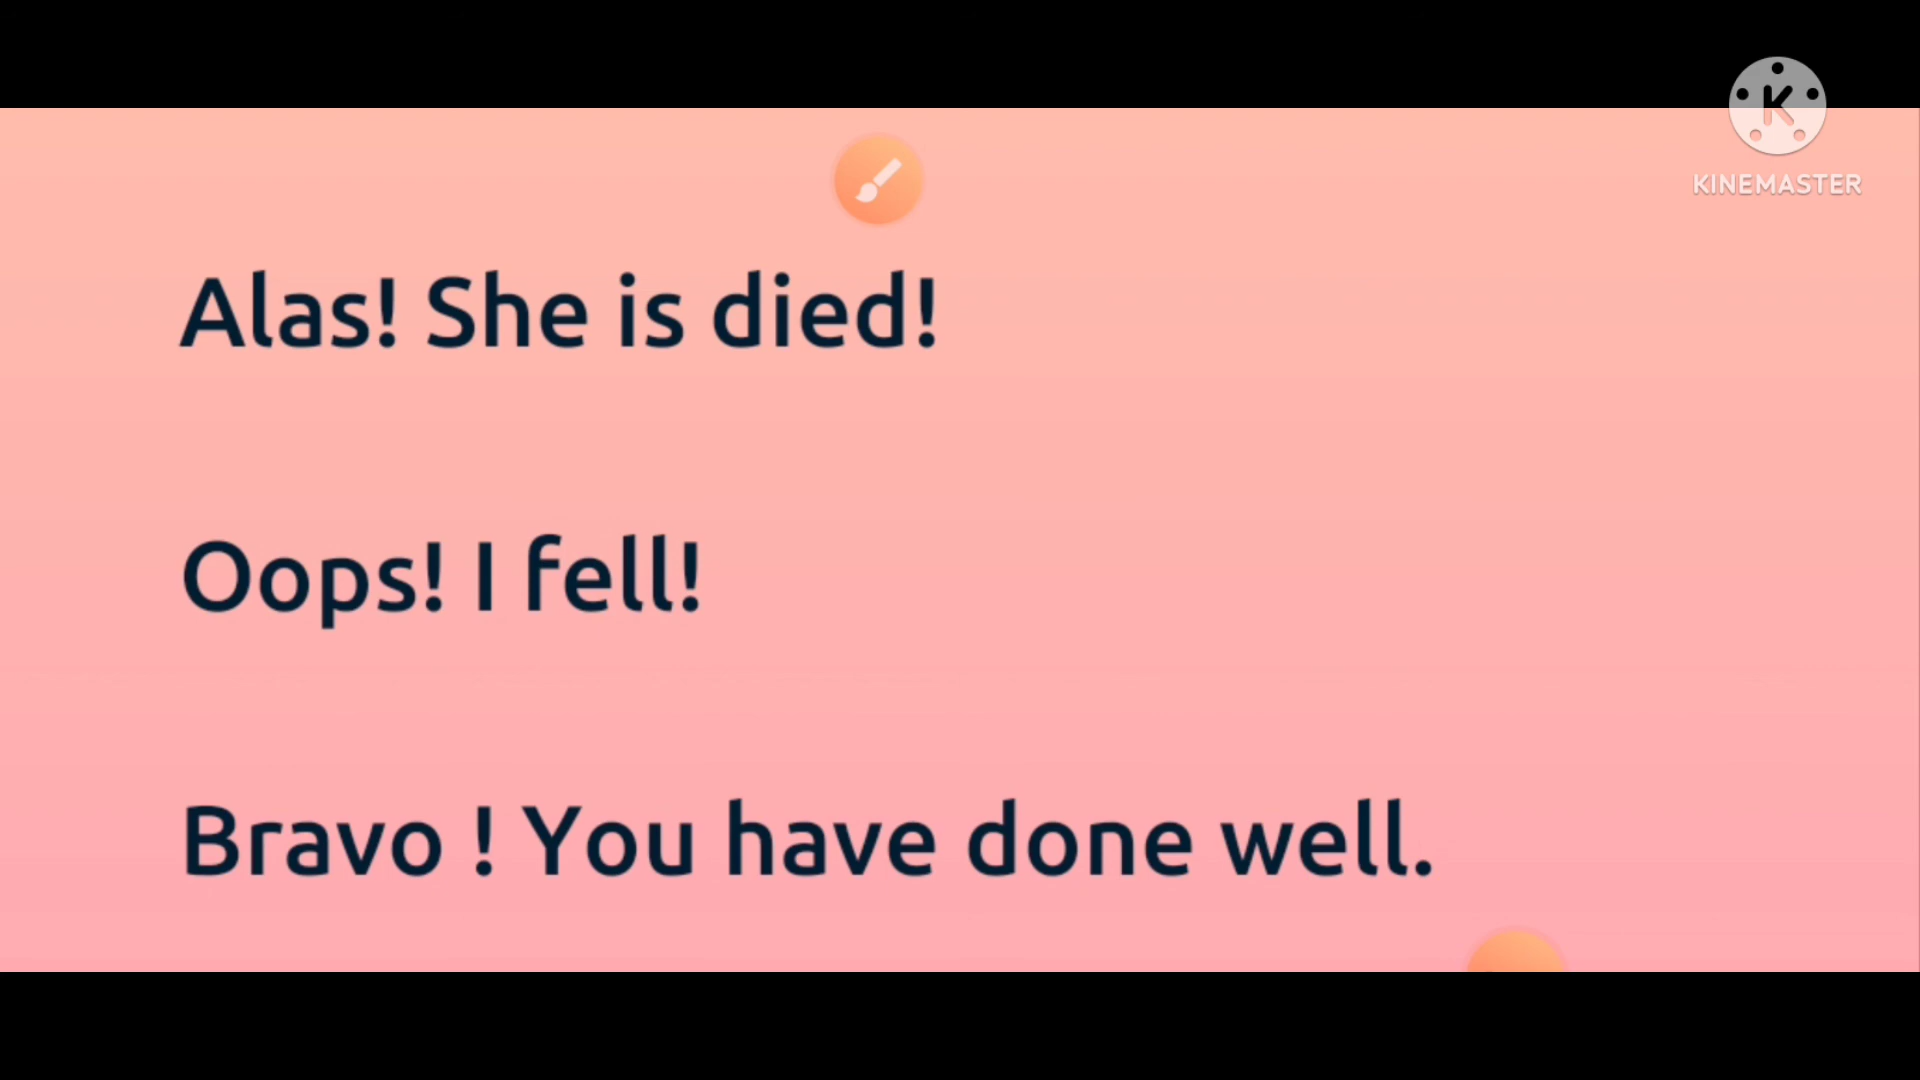 KINEMASTER
Alas! She is died!
Oops! I fell!
Bravo ! You have done well.